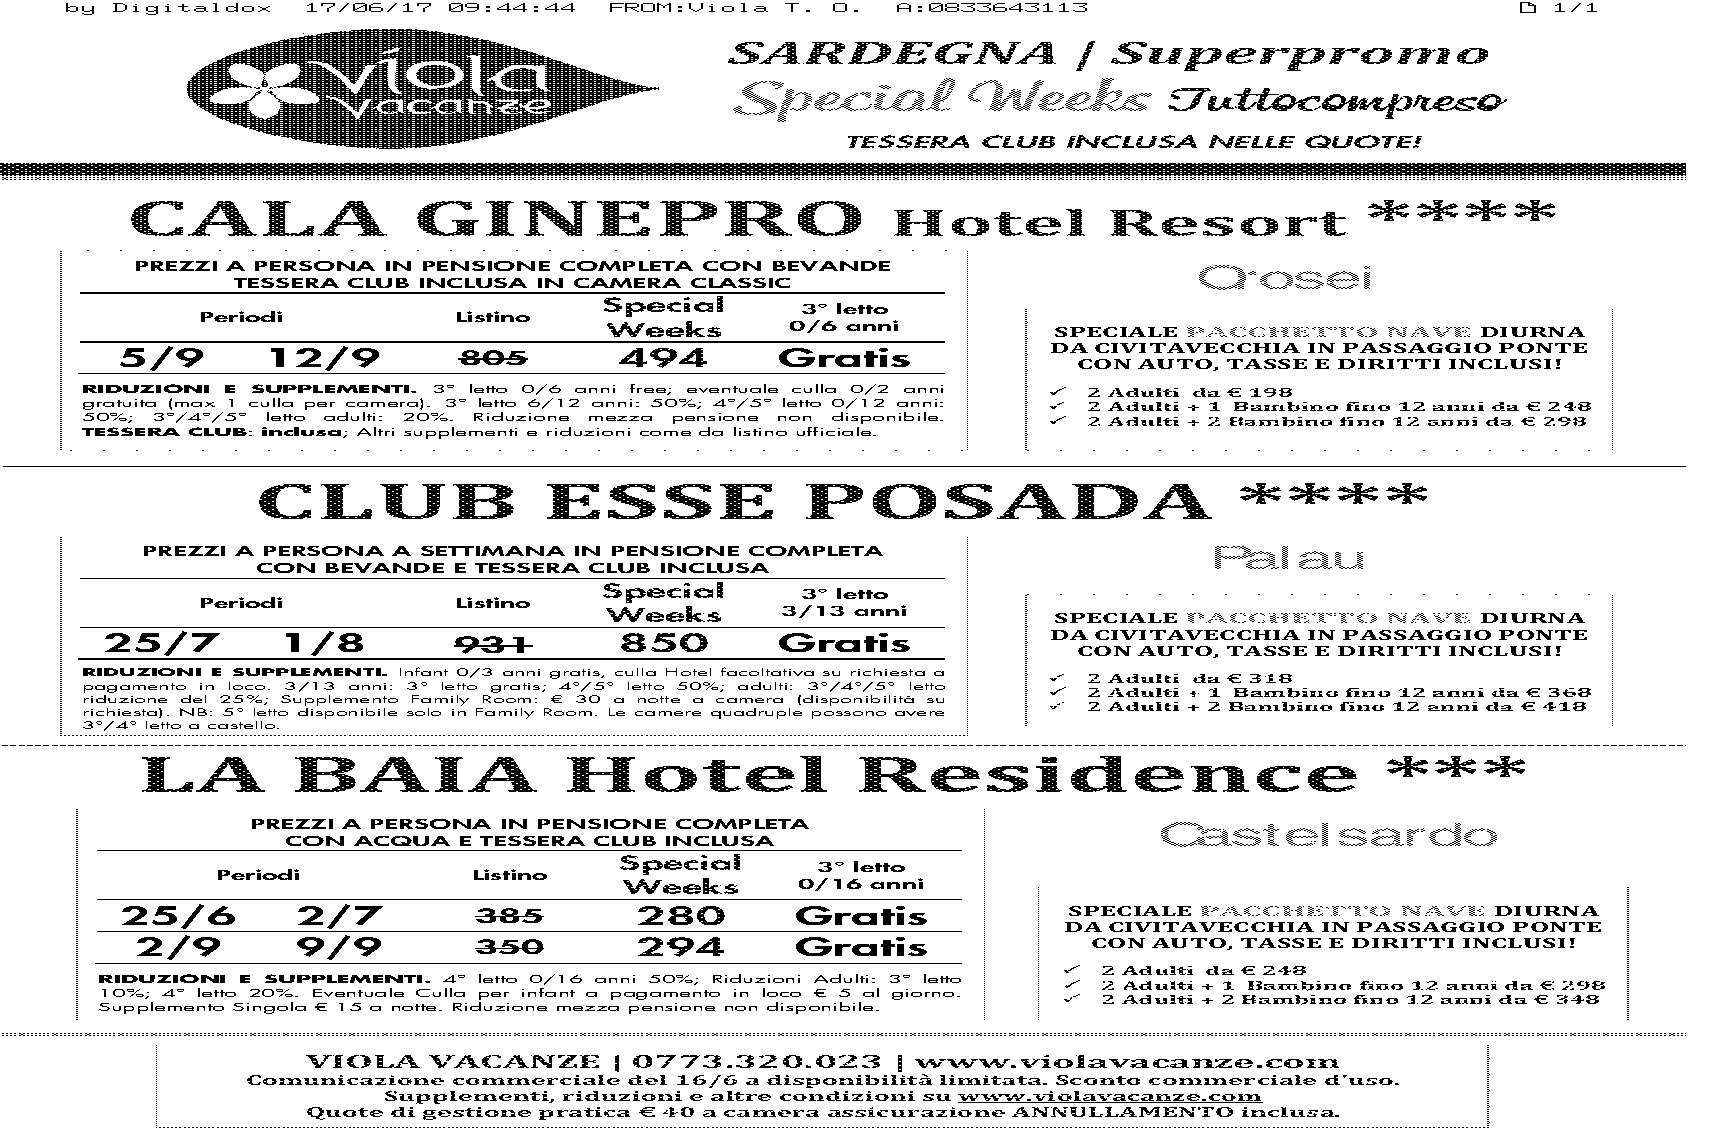 by Digitaldox 17/06/17 09:44:44 FROM:Viola T. O. A:0833643113 1/1
viola
vacanze
SARDEGNA / Superpromo
Special Weeks Tuttocompreso
TESSERA CLUB INCLUSA NELLE QUOTE!
CALA GINEPRO Hotel Resort ****
PREZZI A PERSONA IN PENSIONE COMPLETA CON BEVANDE
TESSERA CLUB INCLUSA IN CAMERA CLASSIC
Periodi Listino Special Weeks 3° letto 0/6 anni
5/9 12/9 805 494 Gratis
RIDUZIONI E SUPPLEMENTI. 3° letto 0/6 anni free; eventuale culla 0/2 anni
gratuita (max 1 culla per camera). 3° letto 6/12 anni: 50%; 4°/5° letto 0/12 anni:
50%; 3°/4°/5° letto adulti: 20%. Riduzione mezza pensione non disponibile.
TESSERA CLUB: inclusa; Altri supplementi e riduzioni come da listino ufficiale.
Orosei
SPECIALE PACCHETTO NAVE DIURNA
DA CIVITAVECCHIA IN PASSAGGIO PONTE
CON AUTO, TASSE E DIRITTI INCLUSI!
✓ 2 Adulti da € 198
✓ 2 Adulti + 1 Bambino fino 12 anni da € 248
✓ 2 Adulti + 2 Bambino fino 12 anni da € 298
CLUB ESSE POSADA ****
PREZZI A PERSONA A SETTIMANA IN PENSIONE COMPLETA
CON BEVANDE E TESSERA CLUB INCLUSA
Periodi Listino Special Weeks 3° letto 3/13 anni
25/7 1/8 931 850 Gratis
RIDUZIONI E SUPPLEMENTI. Infant 0/3 anni gratis, culla Hotel facoltativa su richiesta a
pagamento in loco. 3/13 anni: 3° letto gratis; 4°/5° letto 50%; adulti: 3°/4°/5° letto
riduzione del 25%; Supplemento Family Room: € 30 a notte a camera (disponibilità su
richiesta). NB: 5° letto disponibile solo in Family Room. Le camere quadruple possono avere
3°/4° letto a castello.
Palau
SPECIALE PACCHETTO NAVE DIURNA
DA CIVITAVECCHIA IN PASSAGGIO PONTE
CON AUTO, TASSE E DIRITTI INCLUSI!
✓ 2 Adulti da € 318
✓ 2 Adulti + 1 Bambino fino 12 anni da € 368
✓ 2 Adulti + 2 Bambino fino 12 anni da € 418
LA BAIA Hotel Residence ***
PREZZI A PERSONA IN PENSIONE COMPLETA
CON ACQUA E TESSERA CLUB INCLUSA
Periodi Listino Special Weeks 3° letto 0/16 anni
25/6 2/7 385 280 Gratis
2/9 9/9 350 294 Gratis
RIDUZIONI E SUPPLEMENTI. 4° letto 0/16 anni 50%; Riduzioni Adulti: 3° letto
10%; 4° letto 20%. Eventuale Culla per infant a pagamento in loco € 5 al giorno.
Supplemento Singola € 15 a notte. Riduzione mezza pensione non disponibile.
Castelsardo
SPECIALE PACCHETTO NAVE DIURNA
DA CIVITAVECCHIA IN PASSAGGIO PONTE
CON AUTO, TASSE E DIRITTI INCLUSI!
✓ 2 Adulti da € 248
✓ 2 Adulti + 1 Bambino fino 12 anni da € 298
✓ 2 Adulti + 2 Bambino fino 12 anni da € 348
VIOLA VACANZE | 0773.320.023 | www.violavacanze.com
Comunicazione commerciale del 16/6 a disponibilità limitata. Sconto commerciale d'uso.
Supplementi, riduzioni e altre condizioni su www.violavacanze.com
Quote di gestione pratica € 40 a camera assicurazione ANNULLAMENTO inclusa.